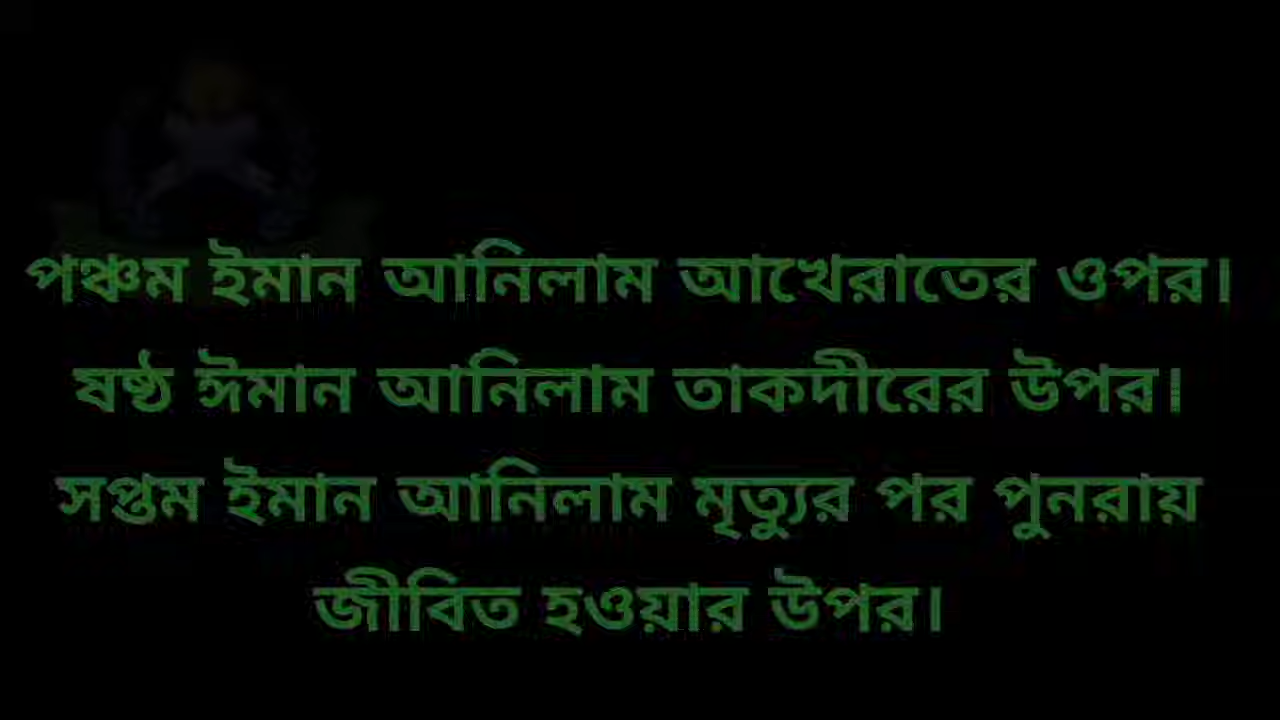 পঞ্চম ইমান আনিলাম আখেরাতের ওপর।
ষষ্ঠ ঈমান আনিলাম তাকদীরের উপর।
সপ্তম ইমান আনিলাম মৃত্যুর পর পুনরায়
জীবিত হওয়ার উপর।